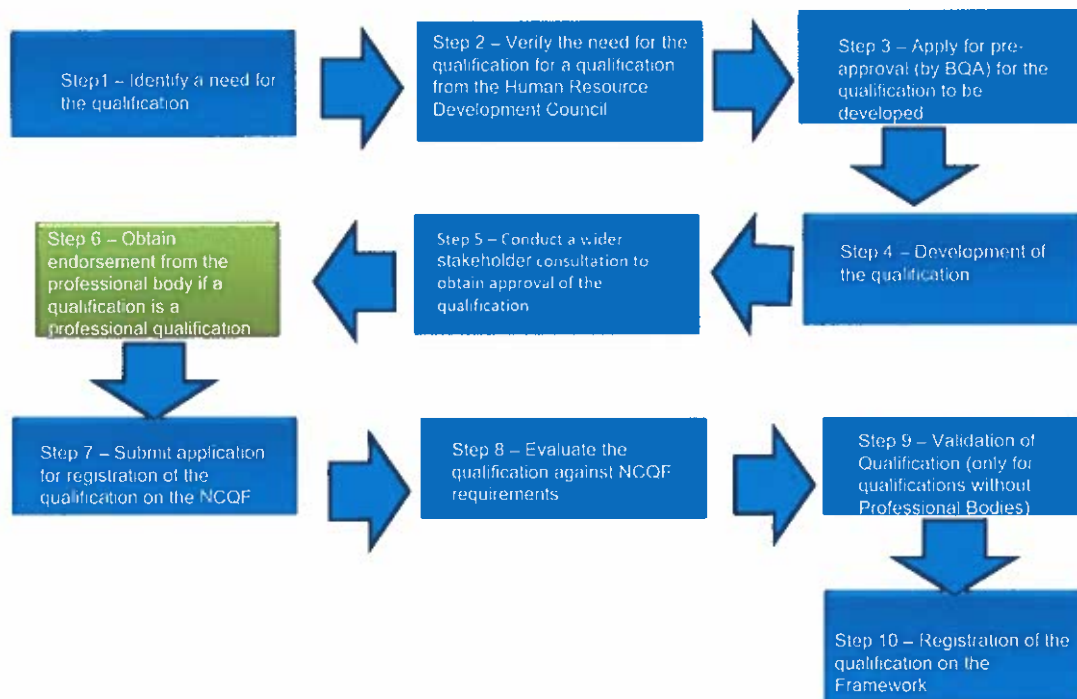 Step1 – Identify a need for
the qualification
Step 2 – Verify the need for the
qualification for a qualification
from the Human Resource
Development Council
Step 3 – Apply for pre-
approval (by BQA) for the
qualification to be
developed
Step 4 – Development of
the qualification
Step 5 – Conduct a wider
stakeholder consultation to
obtain approval of the
qualification
Step 6 – Obtain
endorsement from the
professional body if a
qualification is a
professional qualification
Step 7 – Submit application
for registration of the
qualification on the NCQF
Step 8 – Evaluate the
qualification against NCQF
requirements
Step 9 – Validation of
Qualification (only for
qualifications without
Professional Bodies)
Step 10 – Registration of the
qualification on the
Framework